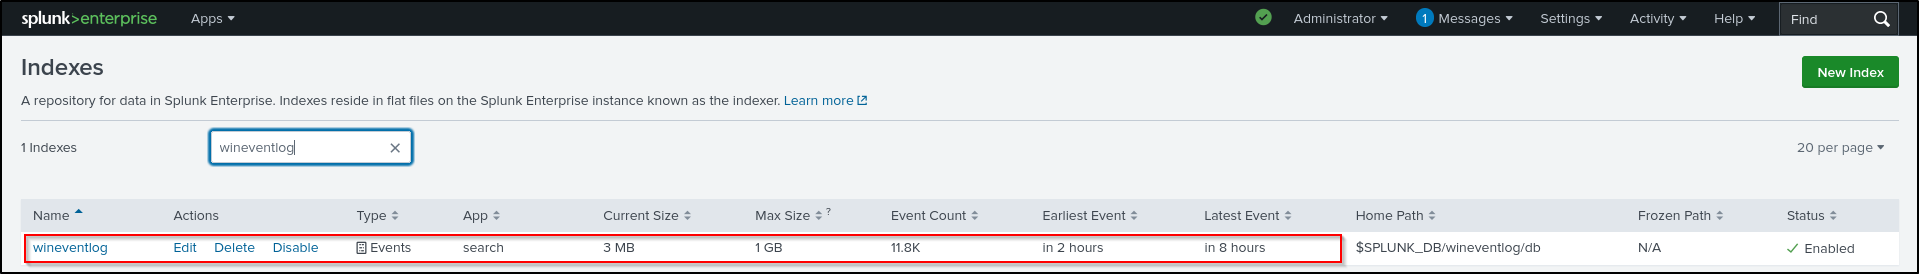 splunk>enterprise Apps Administrator 1 Messages Settings Activity Help Find
Indexes
New Index
A repository for data in Splunk Enterprise. Indexes reside in flat files on the Splunk Enterprise instance known as the indexer. Learn more
1 Indexes wineventlog 20 per page
Name Actions Type App Current Size Max Size ? Event Count Earliest Event Latest Event Home Path Frozen Path Status
wineventlog Edit Delete Disable Events search 3 MB 1 GB 11.8K in 2 hours in 8 hours $SPLUNK_DB/wineventlog/db N/A Enabled